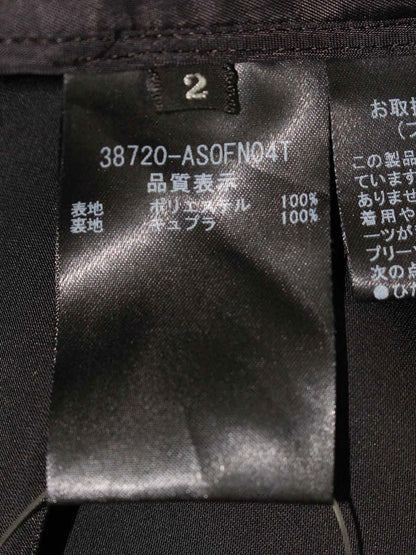 2
38720-ASOFN04T
品質表示
表地 ポリエステル 100%
裏地 キュプラ 100%
お取扱
この製品
ています
ありませ
着用や
ーツが
プリー
次の点
●ひだ